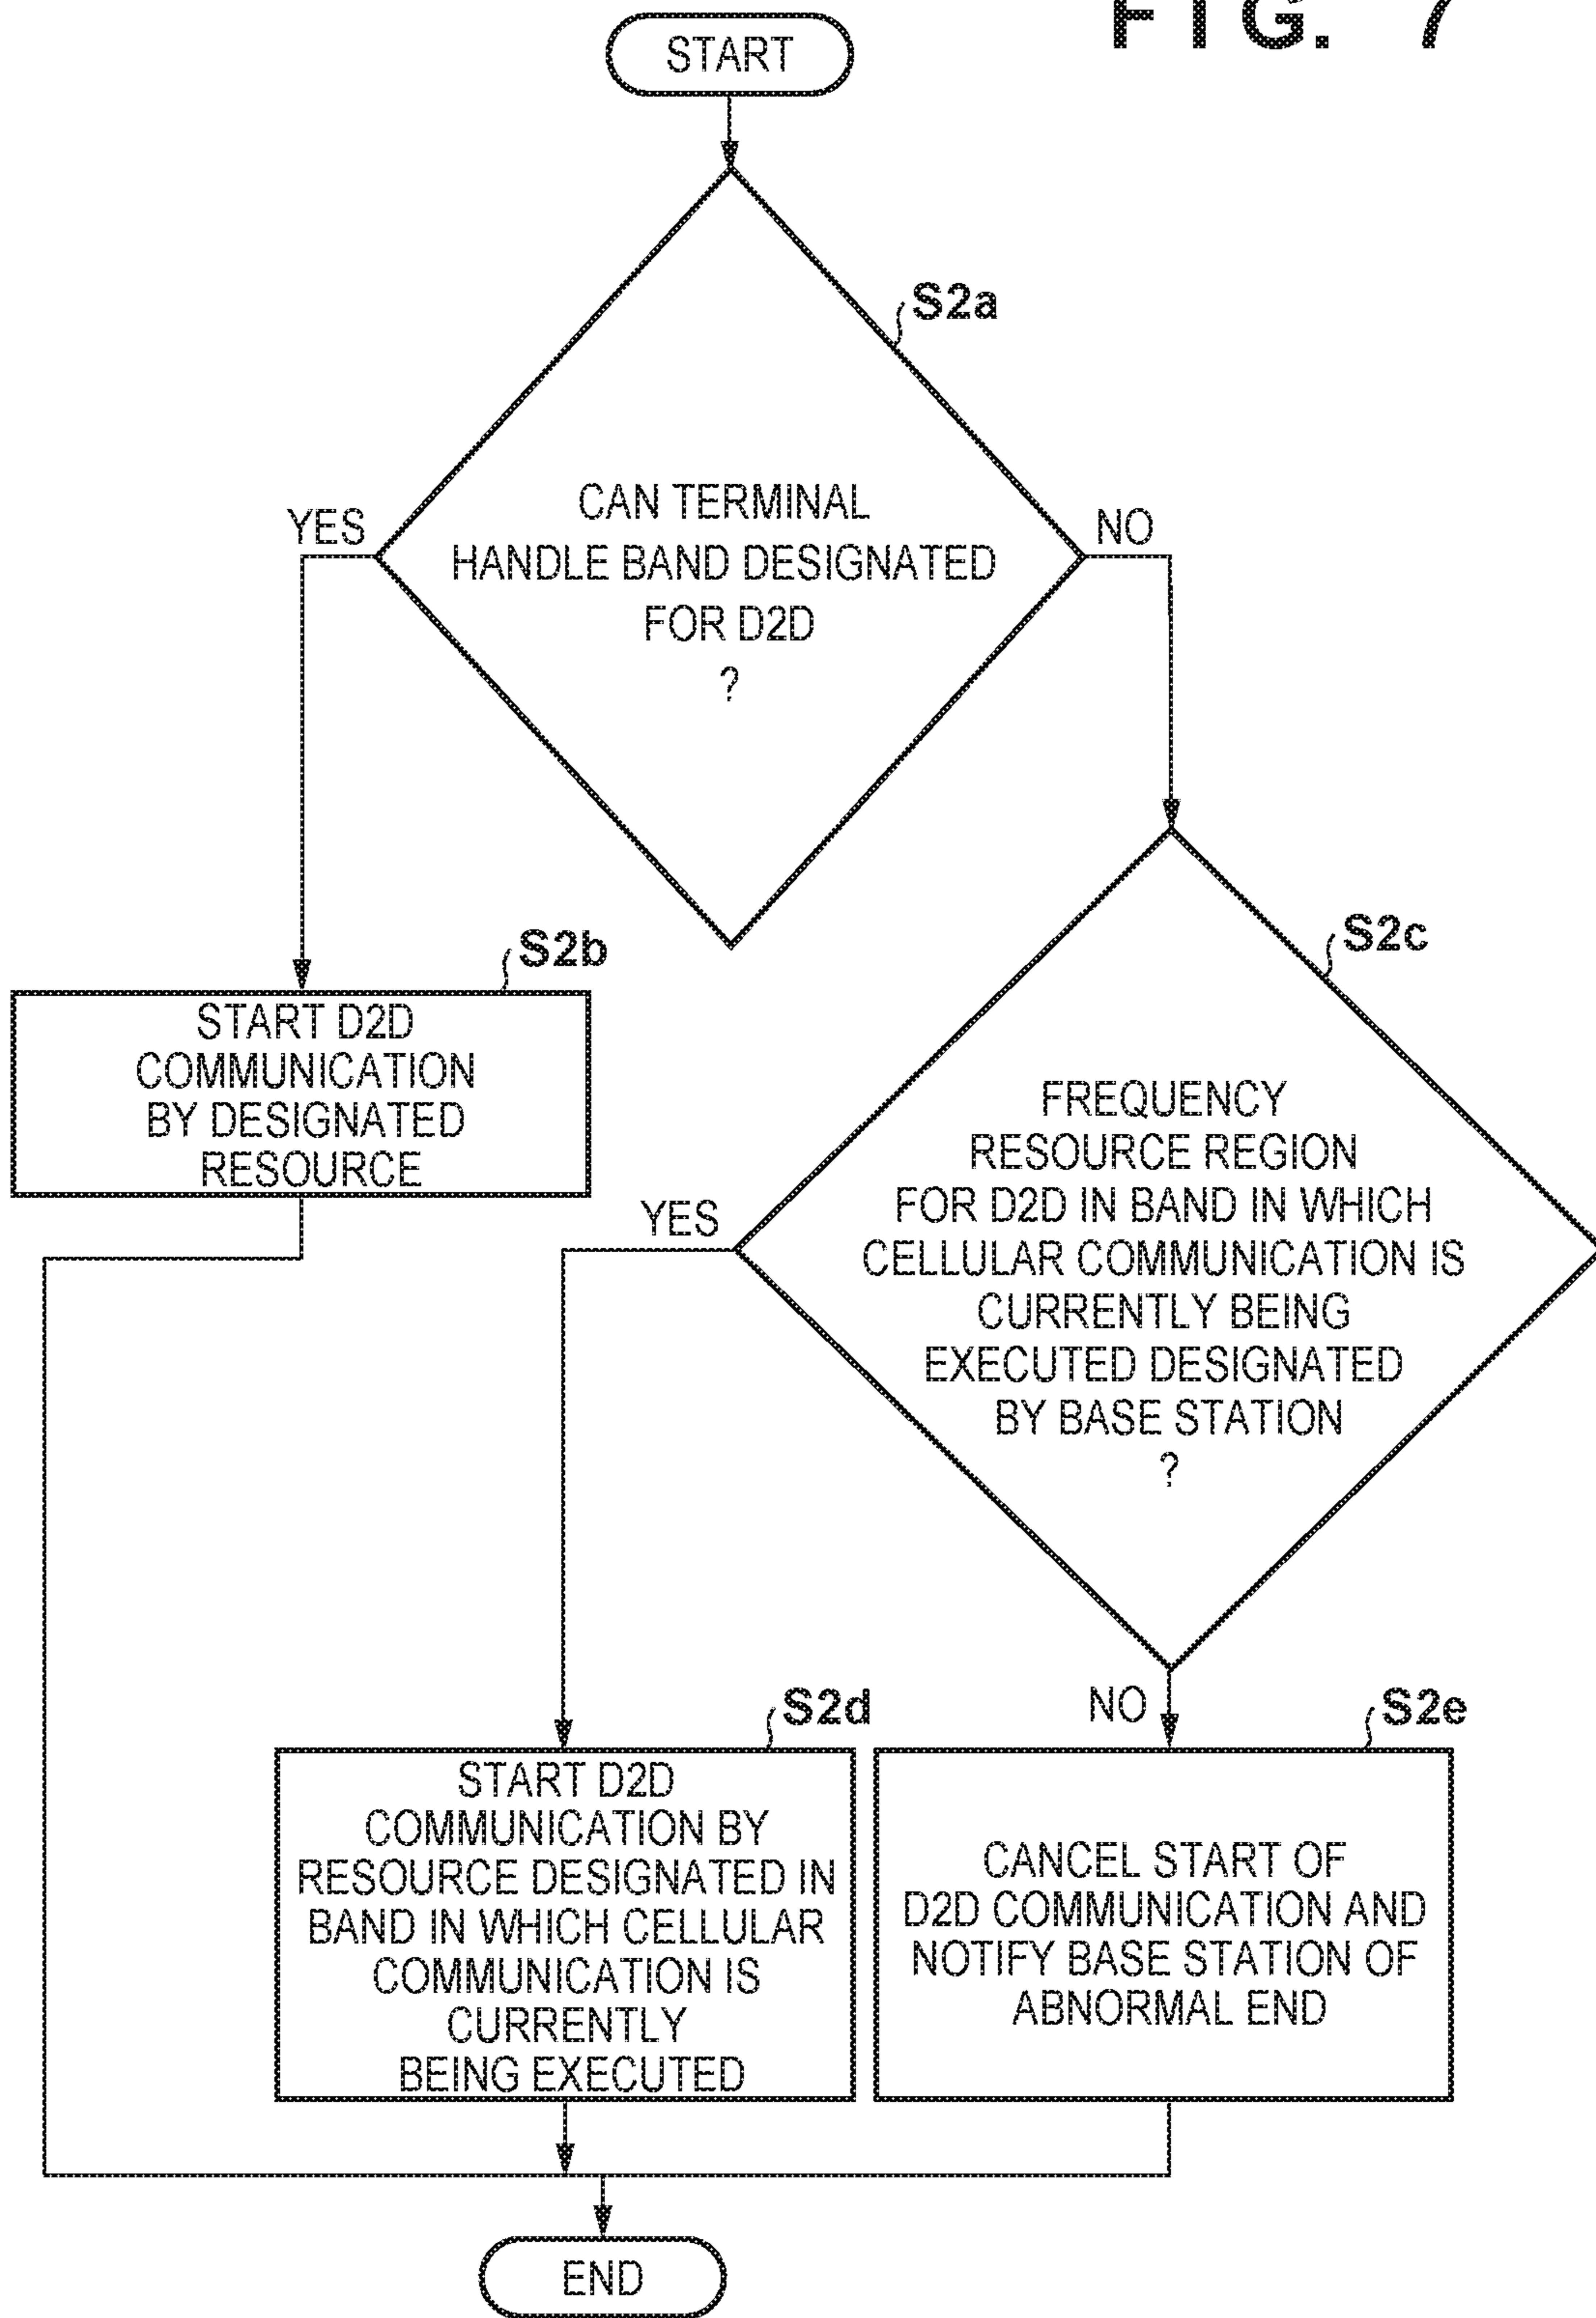 FIG. 7
START
S2a
CAN TERMINAL
HANDLE BAND DESIGNATED
FOR D2D
?
YES
NO
S2b
START D2D
COMMUNICATION
BY DESIGNATED
RESOURCE
S2c
FREQUENCY
RESOURCE REGION
FOR D2D IN BAND IN WHICH
CELLULAR COMMUNICATION IS
CURRENTLY BEING
EXECUTED DESIGNATED
BY BASE STATION
?
YES
NO
S2d
START D2D
COMMUNICATION BY
RESOURCE DESIGNATED IN
BAND IN WHICH CELLULAR
COMMUNICATION IS
CURRENTLY
BEING EXECUTED
S2e
CANCEL START OF
D2D COMMUNICATION AND
NOTIFY BASE STATION OF
ABNORMAL END
END